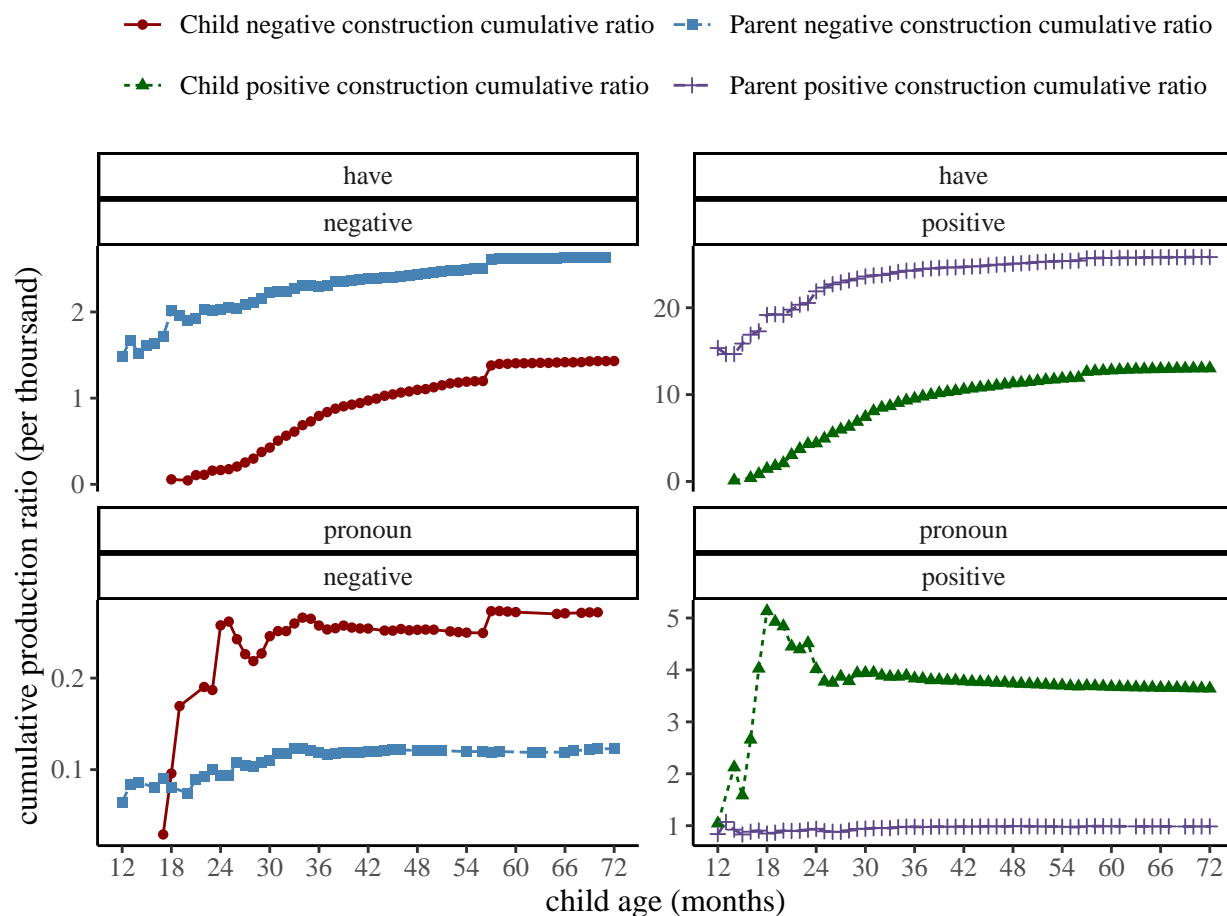 Child negative construction cumulative ratio Parent negative construction cumulative ratio
Child positive construction cumulative ratio Parent positive construction cumulative ratio
cumulative production ratio (per thoursand)
have
negative
0
1
2
have
positive
0
10
20
pronoun
negative
0.1
0.2
12 18 24 30 36 42 48 54 60 66 72
pronoun
positive
1
2
3
4
5
12 18 24 30 36 42 48 54 60 66 72
child age (months)